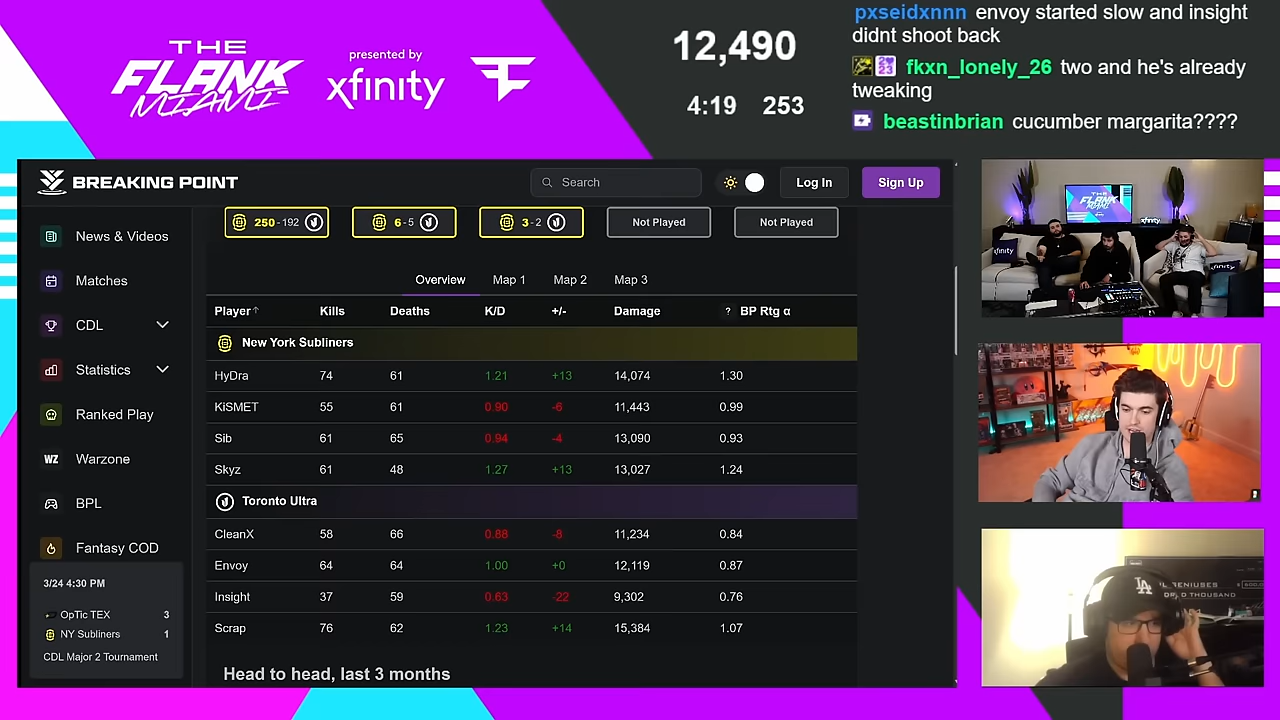 THE
FLANK
MIAMI
presented by
xfinity
12,490
4:19 253
pxseidxnnn envoy started slow and insight
didnt shoot back
23 fkxn_lonely_26 two and he's already
tweaking
beastinbrian cucumber margarita????
BREAKING POINT
Search
Log In
Sign Up
News & Videos
Matches
CDL
Statistics
Ranked Play
WZ Warzone
BPL
Fantasy COD
3/24 4:30 PM
OpTic TEX 3
NY Subliners 1
CDL Major 2 Tournament
250-192
6-5
3-2
Not Played
Not Played
Overview Map 1 Map 2 Map 3
Player↑ Kills Deaths K/D +/- Damage ? BP Rtg α
New York Subliners
HyDra 74 61 1.21 +13 14,074 1.30
KiSMET 55 61 0.90 -6 11,443 0.99
Sib 61 65 0.94 -4 13,090 0.93
Skyz 61 48 1.27 +13 13,027 1.24
Toronto Ultra
CleanX 58 66 0.88 -8 11,234 0.84
Envoy 64 64 1.00 +0 12,119 0.87
Insight 37 59 0.63 -22 9,302 0.76
Scrap 76 62 1.23 +14 15,384 1.07
Head to head, last 3 months
THE
FLANK
xfinity
xfinity
xfinity
LA